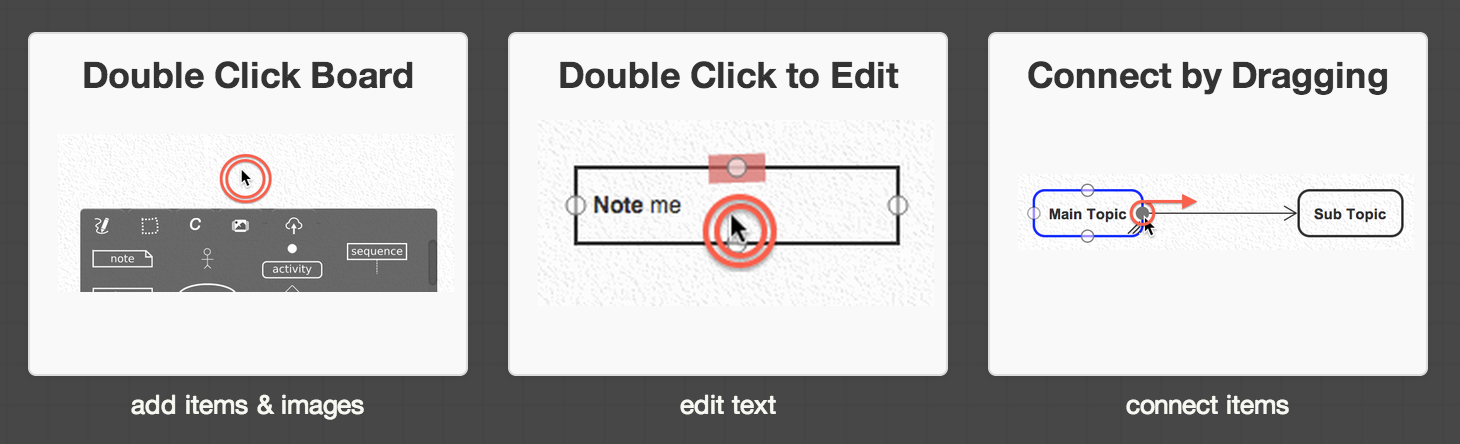 Double Click Board
C
note
activity
sequence
add items & images
Double Click to Edit
Note me
edit text
Connect by Dragging
Main Topic
Sub Topic
connect items